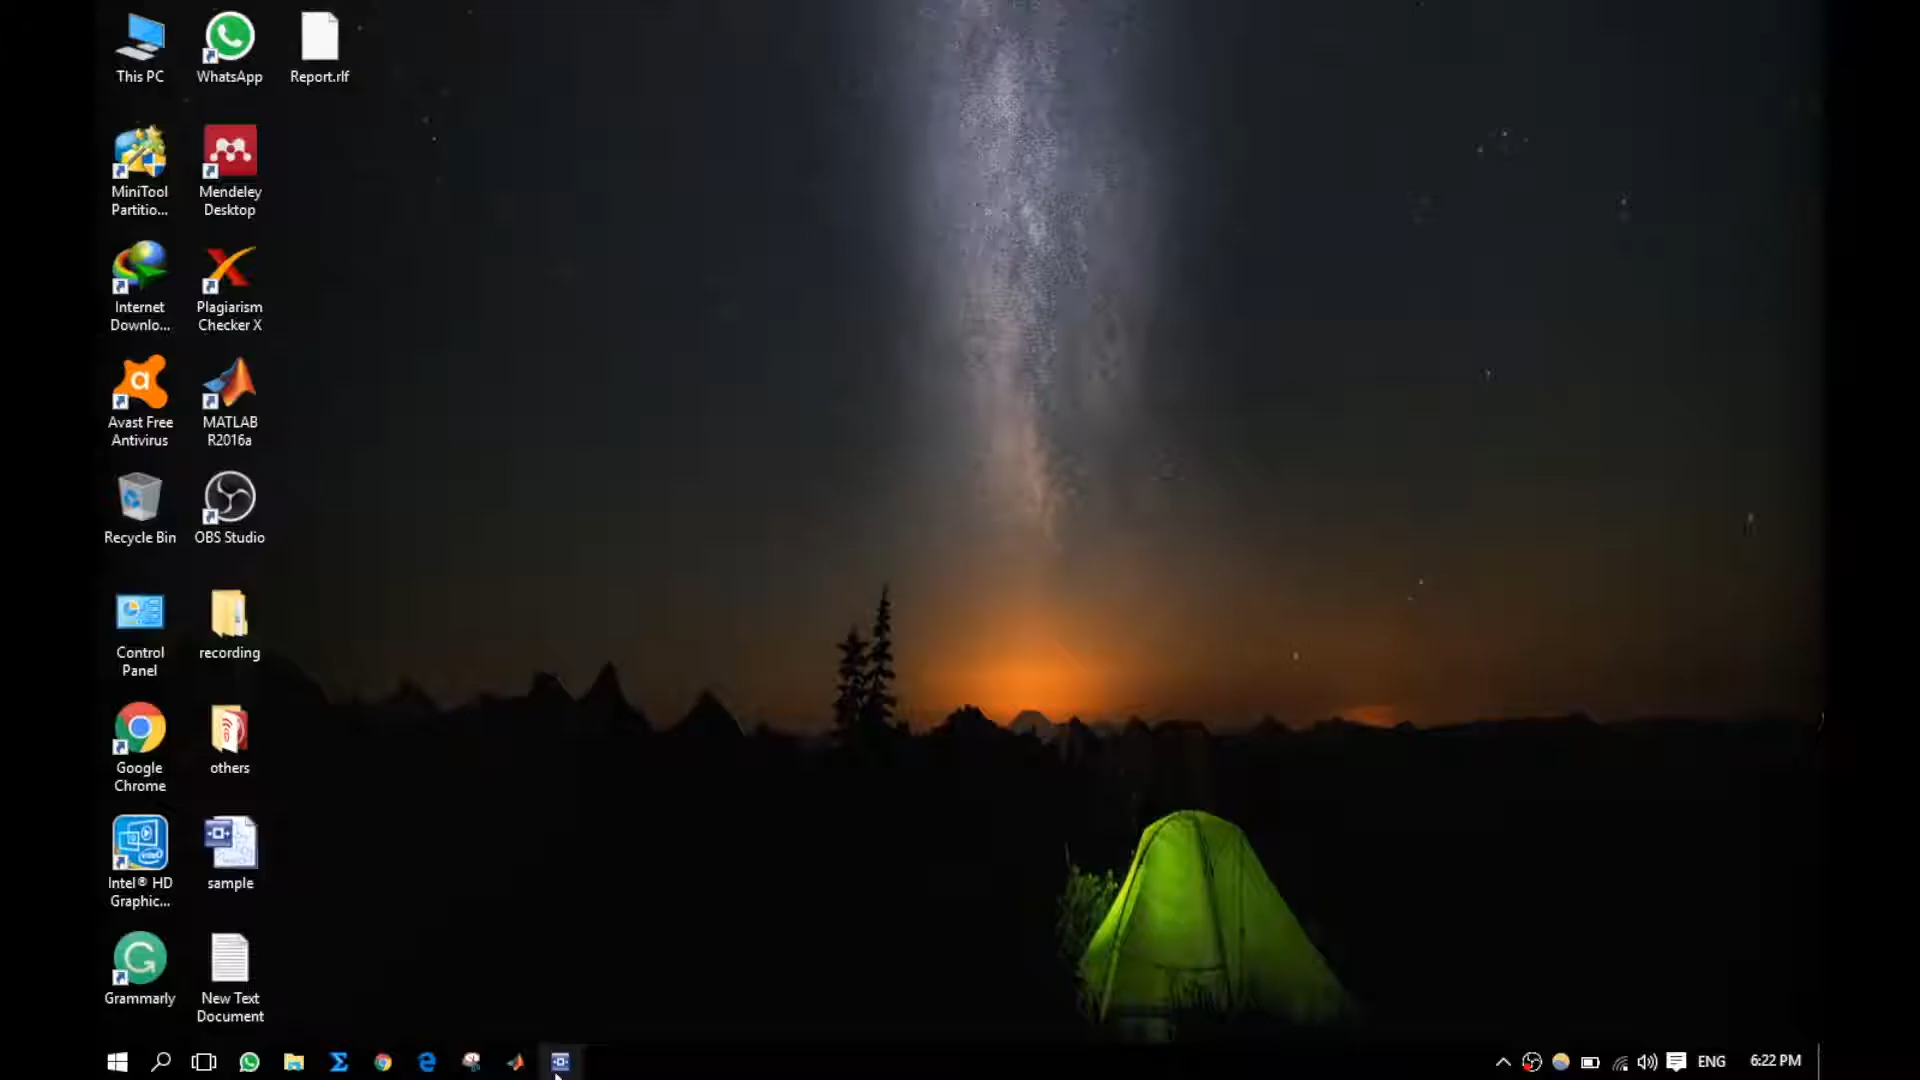 This PC
WhatsApp
Report.rlf
MiniTool
Partitio...
Mendeley
Desktop
Internet
Downlo...
Plagiarism
Checker X
Avast Free
Antivirus
MATLAB
R2016a
Recycle Bin
OBS Studio
Control
Panel
recording
Google
Chrome
others
Intel® HD
Graphic...
sample
Grammarly
New Text
Document
ENG
6:22 PM